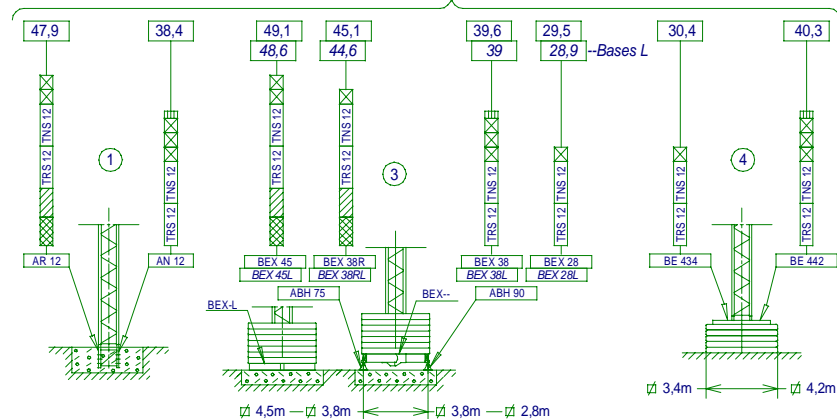 47,9 38,4 49,1 45,1 39,6 29,5 30,4 40,3
48,6 44,6 39 28,9 --Bases L
TNS 12 TRS 12
TNS 12 TRS 12
TNS 12 TRS 12
TNS 12 TRS 12
TNS 12 TRS 12
TNS 12 TRS 12
TNS 12 TRS 12
TNS 12 TRS 12
1 3 4
AR 12 AN 12 BEX 45 BEX 38R BEX 38 BEX 28 BE 434 BE 442
BEX 45L BEX 38RL BEX 38L BEX 28L
ABH 75 BEX-- ABH 90
BEX-L
4,5m 3,8m 3,8m 2,8m
3,4m 4,2m